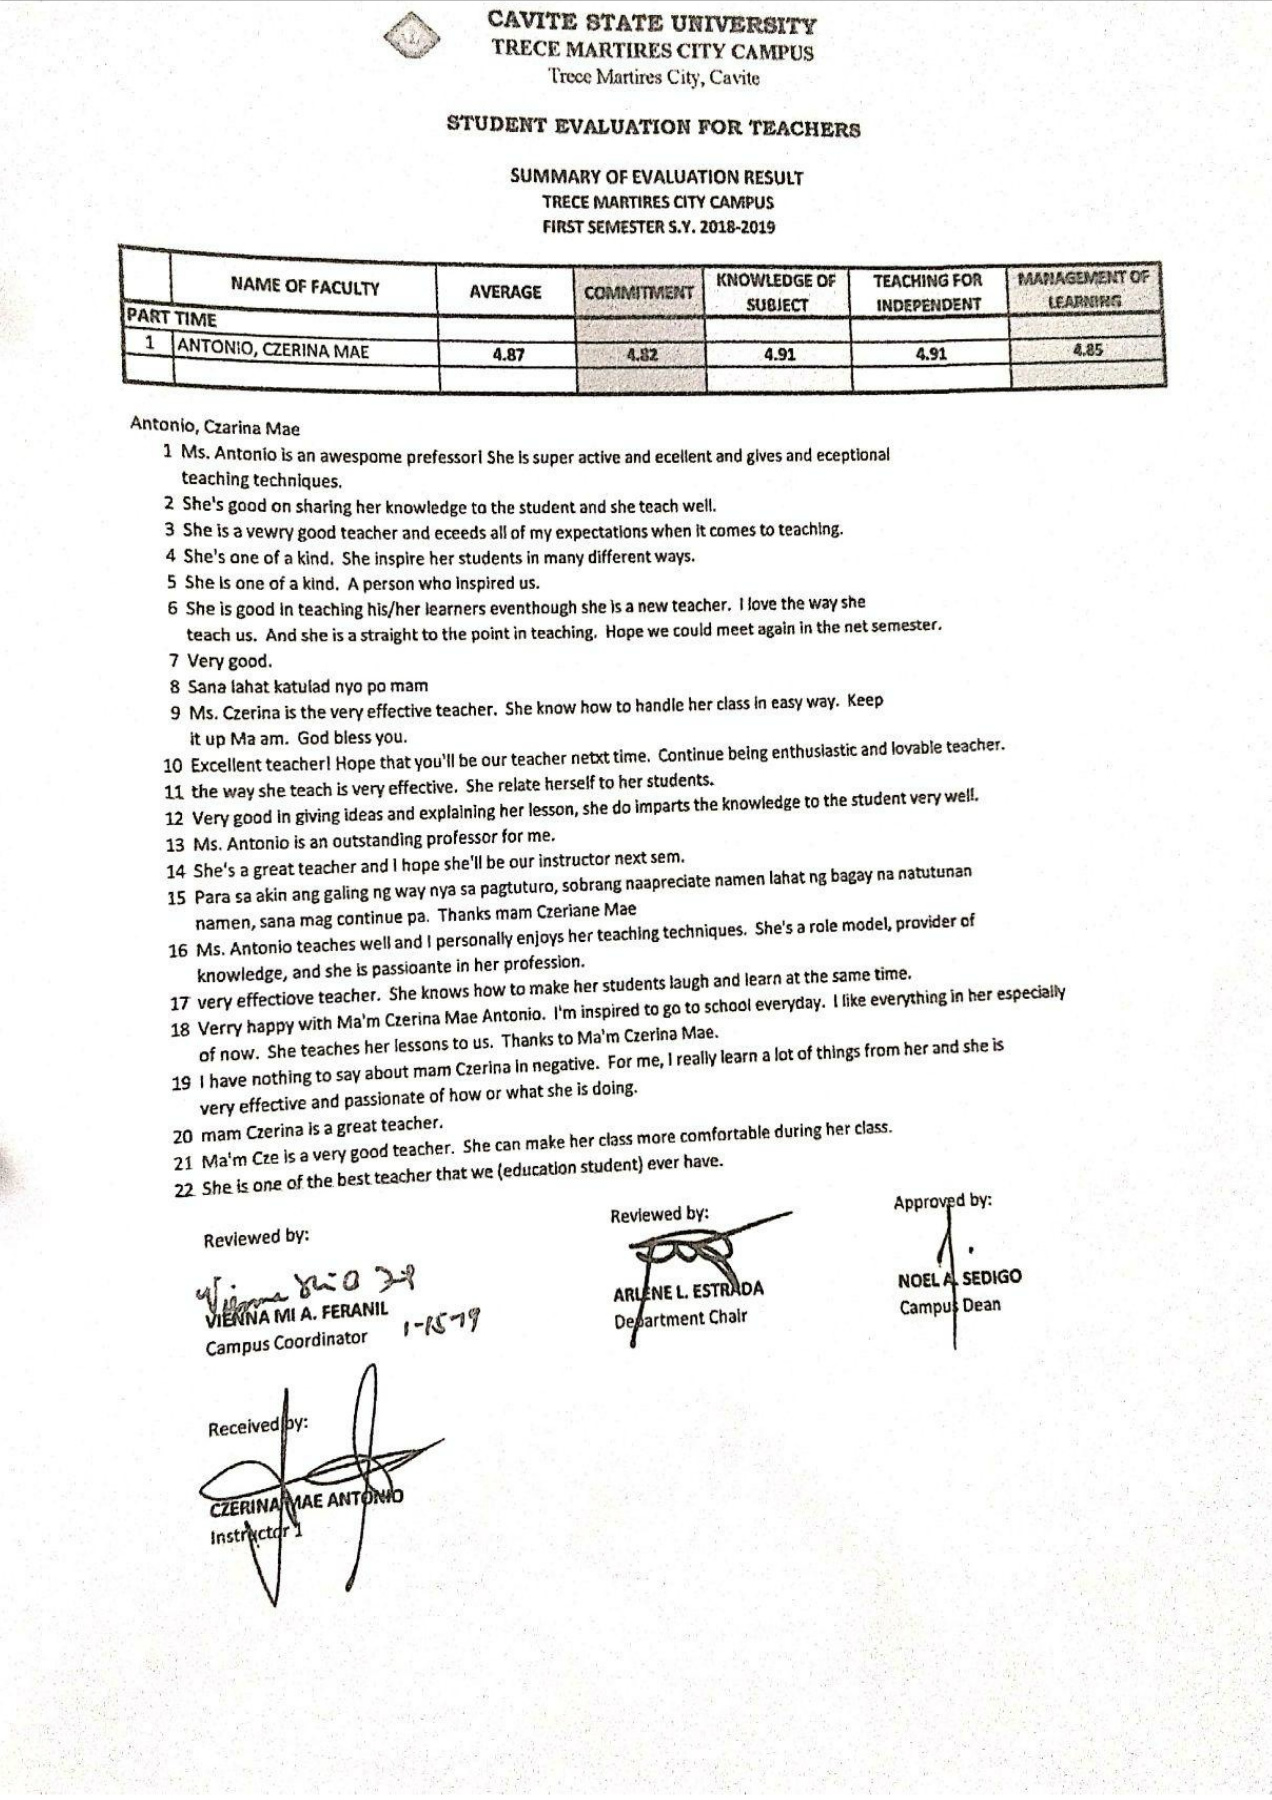 CAVITE STATE UNIVERSITY
TRECE MARTIRES CITY CAMPUS
Trece Martires City, Cavite
STUDENT EVALUATION FOR TEACHERS
SUMMARY OF EVALUATION RESULT
TRECE MARTIRES CITY CAMPUS
FIRST SEMESTER S.Y. 2018-2019
NAME OF FACULTY AVERAGE COMMITMENT KNOWLEDGE OF SUBJECT TEACHING FOR INDEPENDENT MANAGEMENT OF LEARNING
PART TIME
1 ANTONIO, CZERINA MAE 4.87 4.82 4.91 4.91 4.85
Antonio, Czarina Mae
1 Ms. Antonio is an awespome prefessor! She is super active and ecellent and gives and eceptional
teaching techniques.
2 She's good on sharing her knowledge to the student and she teach well.
3 She is a vewry good teacher and eceeds all of my expectations when it comes to teaching.
4 She's one of a kind. She inspire her students in many different ways.
5 She is one of a kind. A person who inspired us.
6 She is good in teaching his/her learners eventhough she is a new teacher. I love the way she
teach us. And she is a straight to the point in teaching. Hope we could meet again in the net semester.
7 Very good.
8 Sana lahat katulad nyo po mam
9 Ms. Czerina is the very effective teacher. She know how to handle her class in easy way. Keep
it up Ma am. God bless you.
10 Excellent teacher! Hope that you'll be our teacher netxt time. Continue being enthusiastic and lovable teacher.
11 the way she teach is very effective. She relate herself to her students.
12 Very good in giving ideas and explaining her lesson, she do imparts the knowledge to the student very well.
13 Ms. Antonio is an outstanding professor for me.
14 She's a great teacher and I hope she'll be our instructor next sem.
15 Para sa akin ang galing ng way nya sa pagtuturo, sobrang naapreciate namen lahat ng bagay na natutunan
namen, sana mag continue pa. Thanks mam Czeriane Mae
16 Ms. Antonio teaches well and I personally enjoys her teaching techniques. She's a role model, provider of
knowledge, and she is passioante in her profession.
17 very effectiove teacher. She knows how to make her students laugh and learn at the same time.
18 Verry happy with Ma'm Czerina Mae Antonio. I'm inspired to go to school everyday. I like everything in her especially
of now. She teaches her lessons to us. Thanks to Ma'm Czerina Mae.
19 I have nothing to say about mam Czerina in negative. For me, I really learn a lot of things from her and she is
very effective and passionate of how or what she is doing.
20 mam Czerina is a great teacher.
21 Ma'm Cze is a very good teacher. She can make her class more comfortable during her class.
22 She is one of the best teacher that we (education student) ever have.
Reviewed by: Reviewed by: Approved by:
VIENNA MI A. FERANIL ARLENE L. ESTRADA NOEL A. SEDIGO
Campus Coordinator 1-15-19 Department Chair Campus Dean
Received by:
CZERINA MAE ANTONIO
Instructor 1